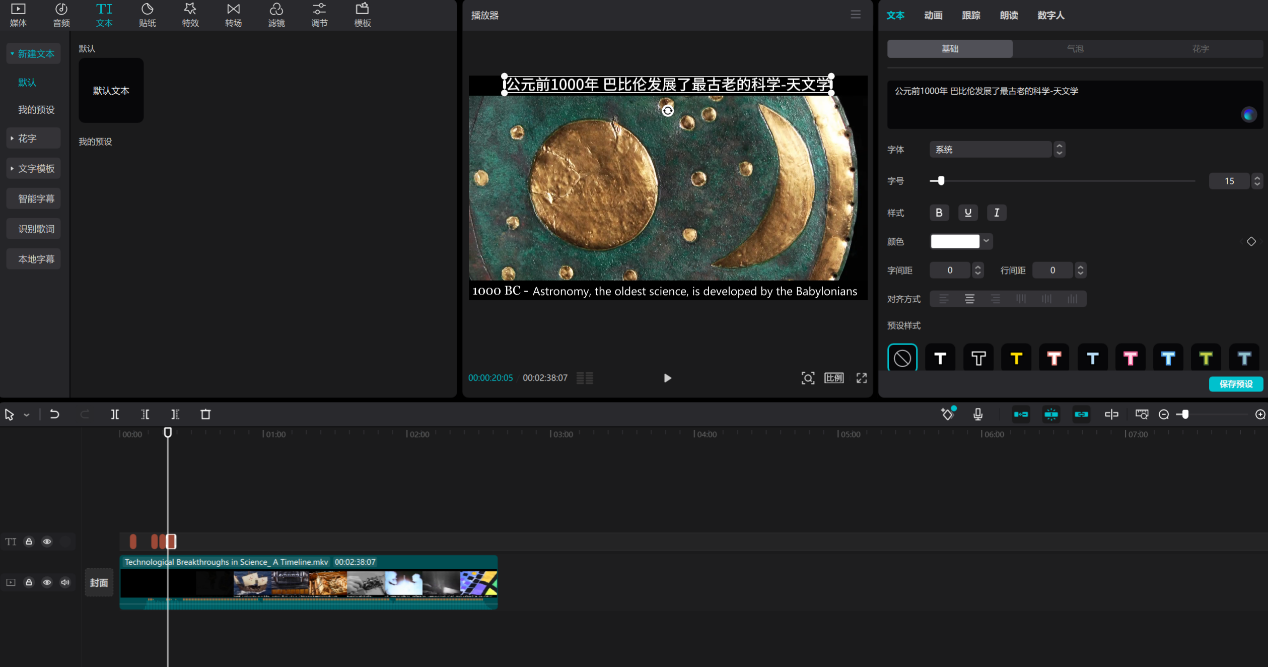 媒体 音频 文本 贴纸 特效 转场 滤镜 调节 模板
新建文本
默认
我的预设
花字
文字模板
智能字幕
识别歌词
本地字幕
默认
默认文本
我的预设
播放器
公元前1000年 巴比伦发展了最古老的科学-天文学
1000 BC - Astronomy, the oldest science, is developed by the Babylonians
00:00:20:05 00:02:38:07
比例
文本 动画 跟踪 朗读 数字人
基础 气泡 花字
公元前1000年 巴比伦发展了最古老的科学-天文学
字体 系统
字号 15
样式 B U I
颜色
字间距 0 行间距 0
对齐方式
预设样式
T T T T T T T T T
保存预设
00:00 01:00 02:00 03:00 04:00 05:00 06:00 07:00
TI
封面
Technological Breakthroughs in Science_ A Timeline.mkv 00:02:38:07